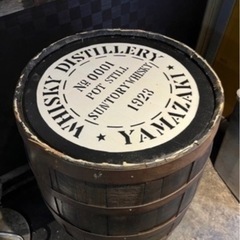 WHISKY DISTILLERY
No 0001
POT STILL
SUNTORY WHISKY
1923
YAMAZAKI